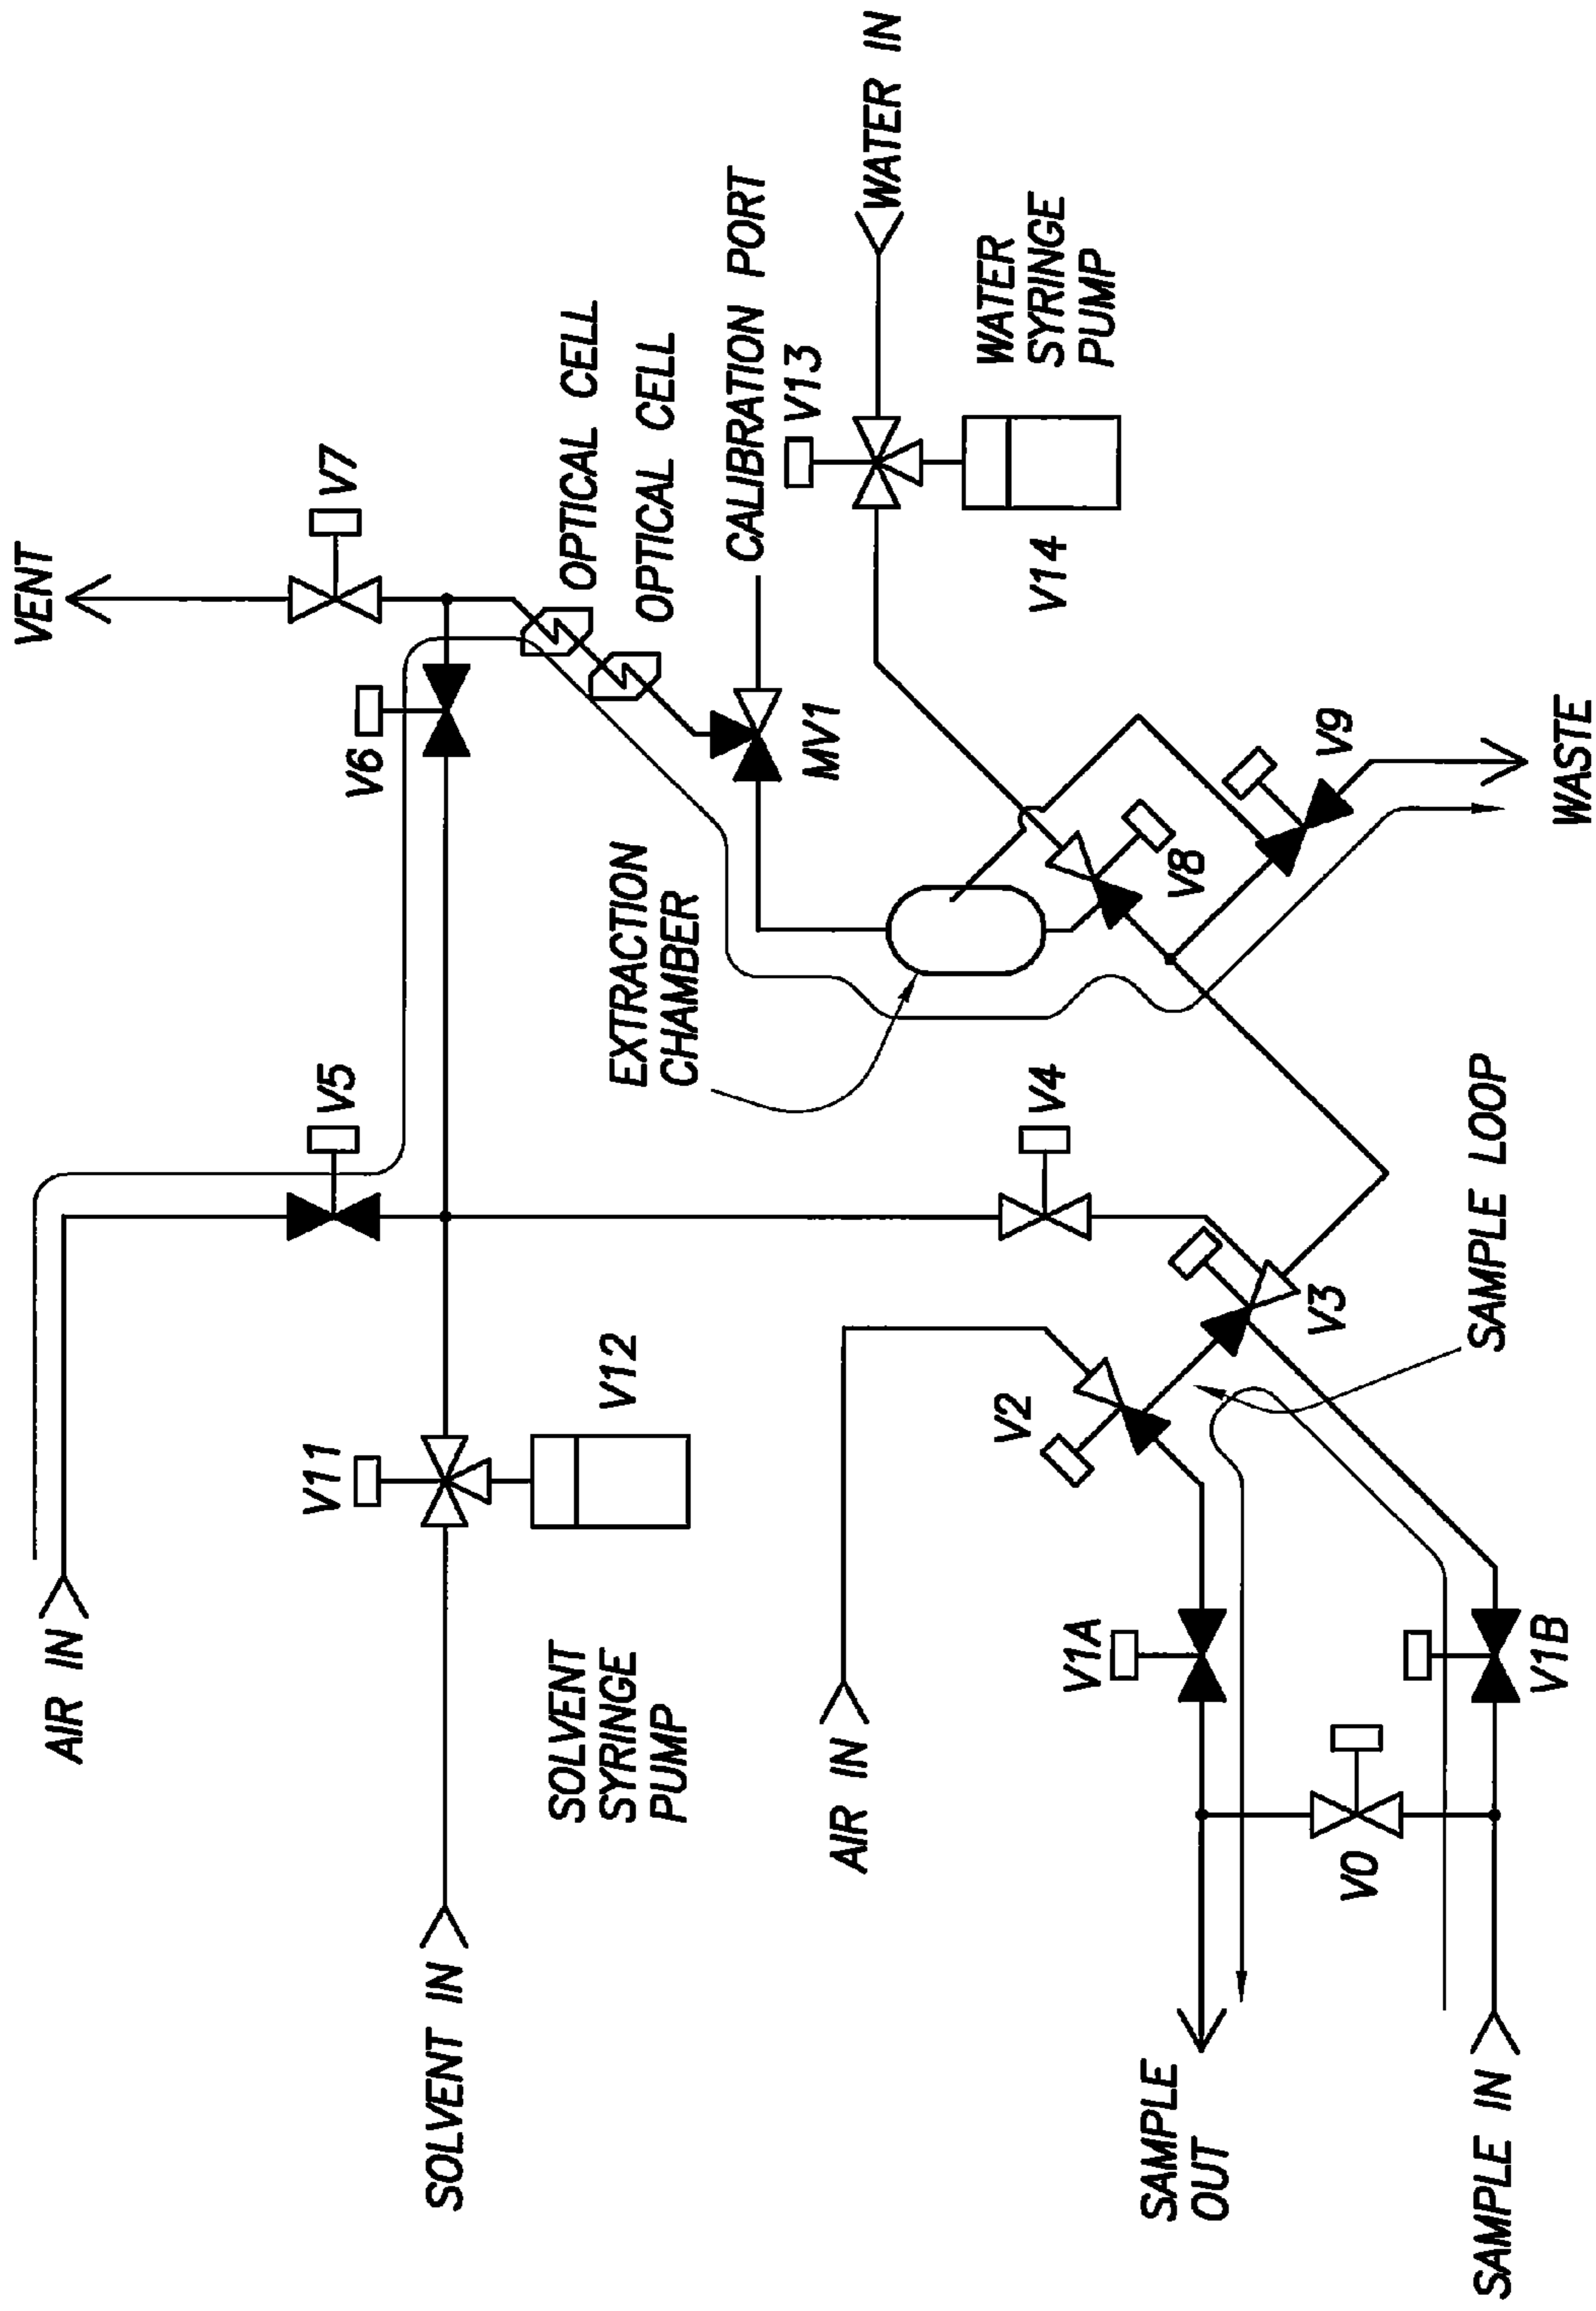 VENT
V7
OPTICAL CELL
OPTICAL CELL
CALIBRATION PORT
WATER IN
V6
MV1
V13
WATER
SYRINGE
PUMP
V14
AIR IN
V5
EXTRACTION
CHAMBER
V8
V9
WASTE
SOLVENT IN
V11
V12
SOLVENT
SYRINGE
PUMP
V4
AIR IN
V2
V3
SAMPLE LOOP
V1A
V1B
V0
SAMPLE
OUT
SAMPLE IN